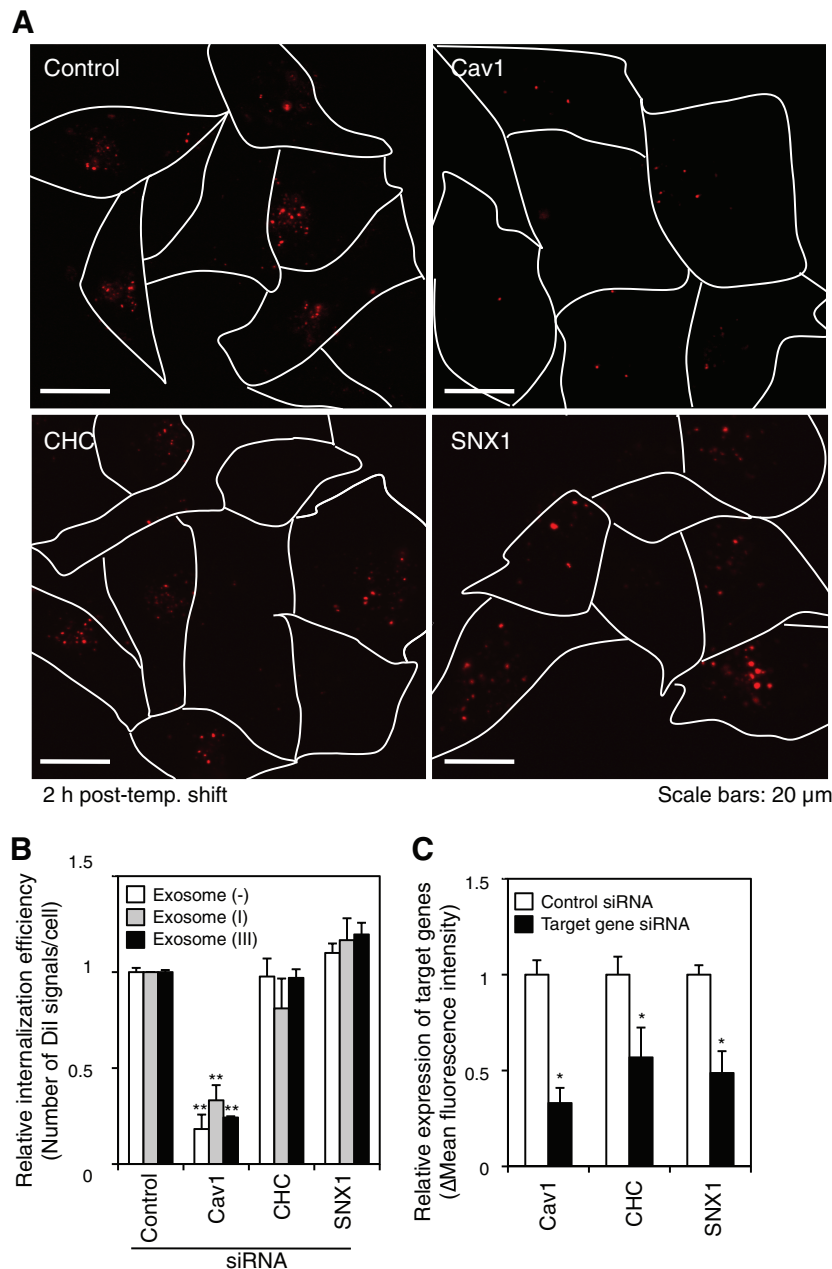 A
Control
Cav1
CHC
SNX1
2 h post-temp. shift
Scale bars: 20 µm
B
Relative internalization efficiency
(Number of DiI signals/cell)
1.5
1
0.5
0
Exosome (-)
Exosome (I)
Exosome (III)
**
**
**
Control
Cav1
CHC
SNX1
siRNA
C
Relative expression of target genes
(ΔMean fluorescence intensity)
1.5
1
0.5
0
Control siRNA
Target gene siRNA
*
*
*
Cav1
CHC
SNX1